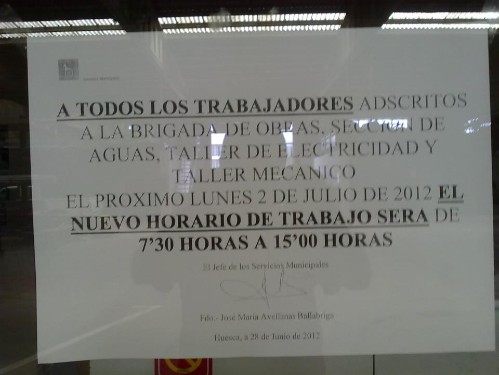 A TODOS LOS TRABAJADORES ADSCRITOS
A LA BRIGADA DE OBRAS, SECCION DE
AGUAS, TALLER DE ELECTRICIDAD Y
TALLER MECANICO
EL PROXIMO LUNES 2 DE JULIO DE 2012 EL
NUEVO HORARIO DE TRABAJO SERA DE
7'30 HORAS A 15'00 HORAS
El Jefe de los Servicios Municipales
Fdo.- José María Avellanas Ballabriga
Huesca, a 28 de Junio de 2012